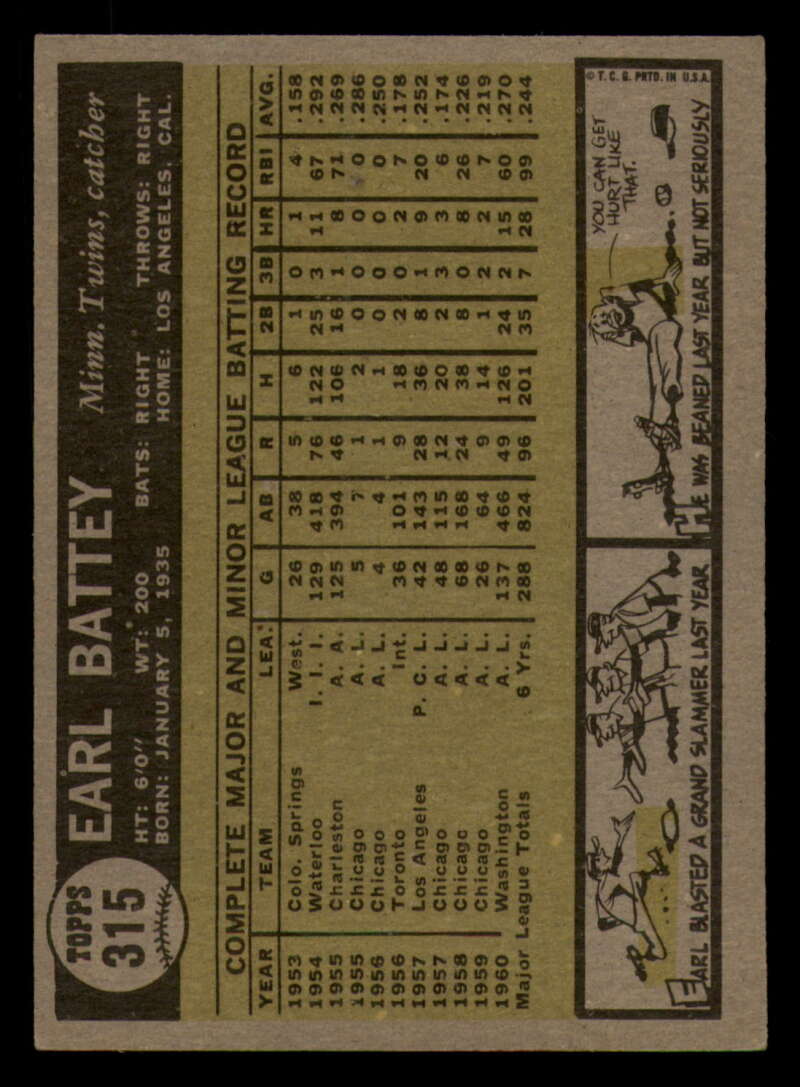 TOPPS
315
EARL BATTEY Minn. Twins, catcher
HT: 6'0" WT: 200 BATS: RIGHT THROWS: RIGHT
BORN: JANUARY 5, 1935 HOME: LOS ANGELES, CAL.
COMPLETE MAJOR AND MINOR LEAGUE BATTING RECORD
YEAR TEAM LEA. G AB R H 2B 3B HR RBI AVG.
1953 Colo. Springs West. 26 38 5 6 1 0 1 4 .158
1954 Waterloo I. I. I. 129 418 76 122 25 3 11 67 .292
1955 Charleston A. A. 125 394 46 106 16 1 8 71 .269
1955 Chicago A. L. 5 7 1 2 0 0 0 0 .286
1956 Chicago A. L. 4 4 1 1 0 0 0 0 .250
1956 Toronto Int. 36 101 9 18 2 0 2 7 .178
1957 Los Angeles P. C. L. 42 143 28 36 8 1 9 20 .252
1957 Chicago A. L. 48 115 12 20 2 3 3 6 .174
1958 Chicago A. L. 68 168 24 38 8 0 8 26 .226
1959 Chicago A. L. 26 64 9 14 1 2 2 7 .219
1960 Washington A. L. 137 466 49 126 24 2 15 60 .270
Major League Totals 6 Yrs. 288 824 96 201 35 7 28 99 .244
© T. C. G. PRTD. IN U.S.A.
YOU CAN GET
HURT LIKE
THAT.
EARL BLASTED A GRAND SLAMMER LAST YEAR
HE WAS BEANED LAST YEAR BUT NOT SERIOUSLY